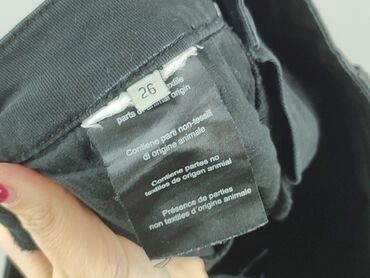 26
parts of animal origin
Contiene parti non-tessili
di origine animale
Contiene partes no
textiles de origen anmial
Présence de parties
non textiles d'origine animale